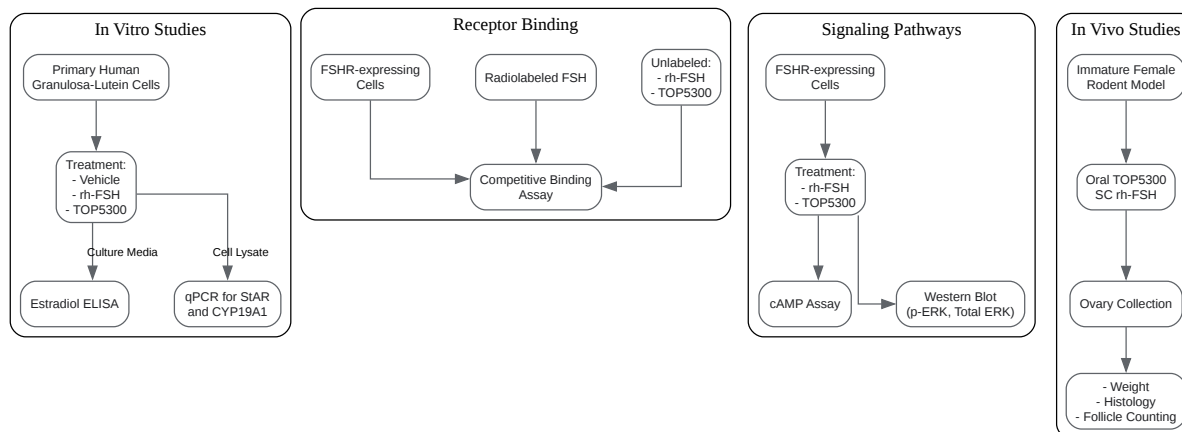 In Vitro Studies
Primary Human
Granulosa-Lutein Cells
Treatment:
- Vehicle
- rh-FSH
- TOP5300
Culture Media
Cell Lysate
Estradiol ELISA
qPCR for StAR
and CYP19A1
Receptor Binding
FSHR-expressing
Cells
Radiolabeled FSH
Unlabeled:
- rh-FSH
- TOP5300
Competitive Binding
Assay
Signaling Pathways
FSHR-expressing
Cells
Treatment:
- rh-FSH
- TOP5300
cAMP Assay
Western Blot
(p-ERK, Total ERK)
In Vivo Studies
Immature Female
Rodent Model
Oral TOP5300
SC rh-FSH
Ovary Collection
- Weight
- Histology
- Follicle Counting